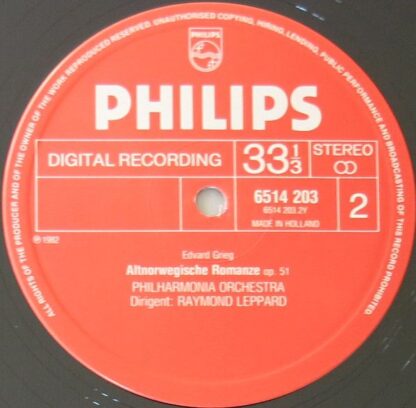 ALL RIGHTS OF THE PRODUCER AND OF THE OWNER OF THE WORK REPRODUCED RESERVED. UNAUTHORISED COPYING, HIRING, LENDING, PUBLIC PERFORMANCE AND BROADCASTING OF THIS RECORD PROHIBITED
PHILIPS
PHILIPS
DIGITAL RECORDING
33 1/3
STEREO
6514 203
6514 203.2Y
MADE IN HOLLAND
2
℗ 1982
Edvard Grieg
Altnorwegische Romanze op. 51
PHILHARMONIA ORCHESTRA
Dirigent: RAYMOND LEPPARD